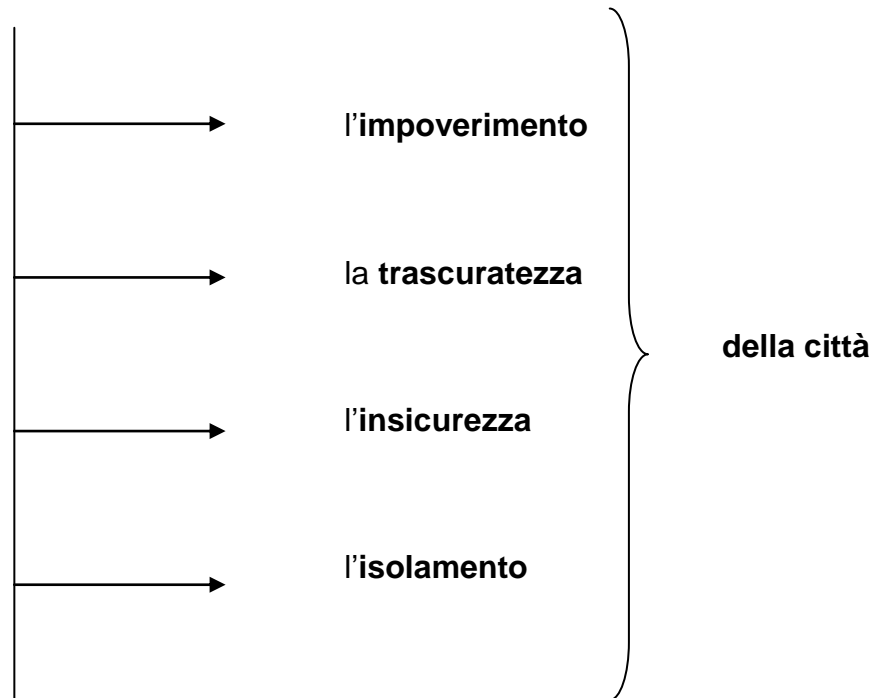 l’impoverimento
la trascuratezza
della città
l’insicurezza
l’isolamento